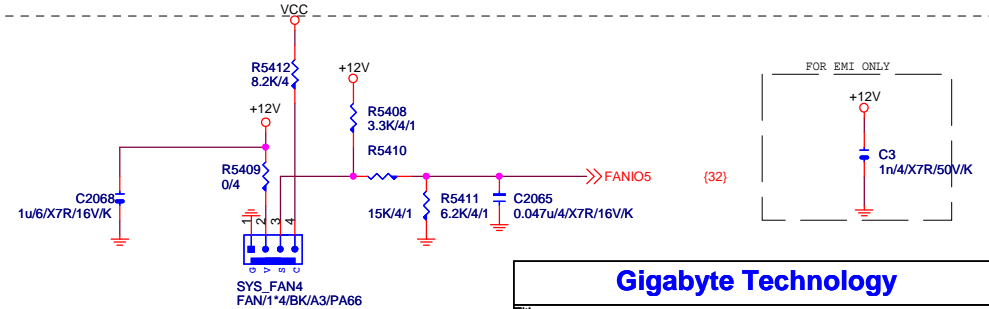 VCC
FOR EMI ONLY
R5412
8.2K/4
+12V
+12V
+12V
R5408
3.3K/4/1
R5410
C3
1n/4/X7R/50V/K
R5409
0/4
FANIO5
{32}
C2068
1u/6/X7R/16V/K
15K/4/1
R5411
6.2K/4/1
C2065
0.047u/4/X7R/16V/K
1
2
3
4
G
V
S
C
SYS_FAN4
FAN/1*4/BK/A3/PA66
Gigabyte Technology